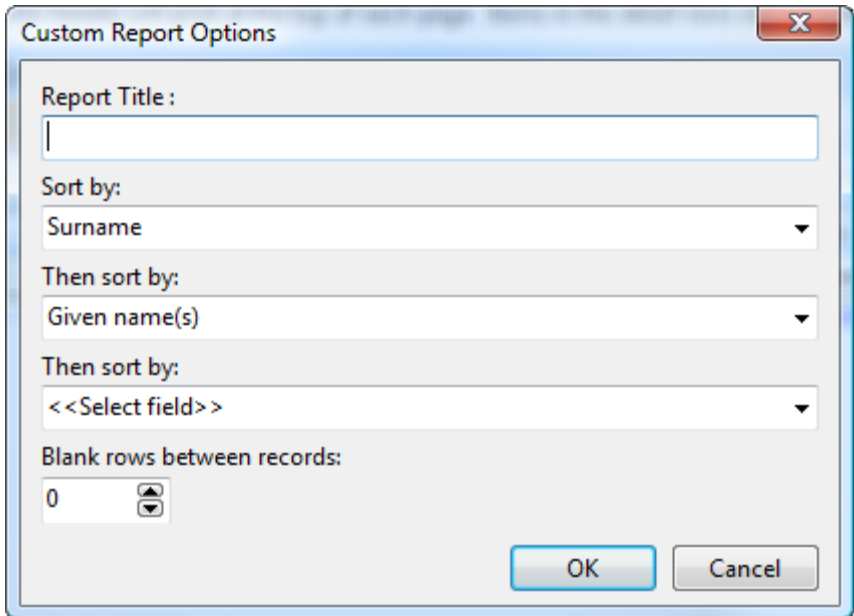 Custom Report Options
Report Title :
Sort by:
Surname
Then sort by:
Given name(s)
Then sort by:
<<Select field>>
Blank rows between records:
0
OK Cancel